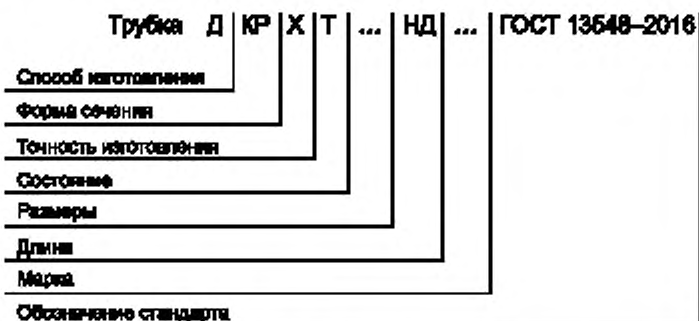 Трубка Д КР Х Т ... НД ... ГОСТ 13548–2016
Способ изготовления
Форма сечения
Точность изготовления
Состояние
Размеры
Длина
Марка
Обозначение стандарта